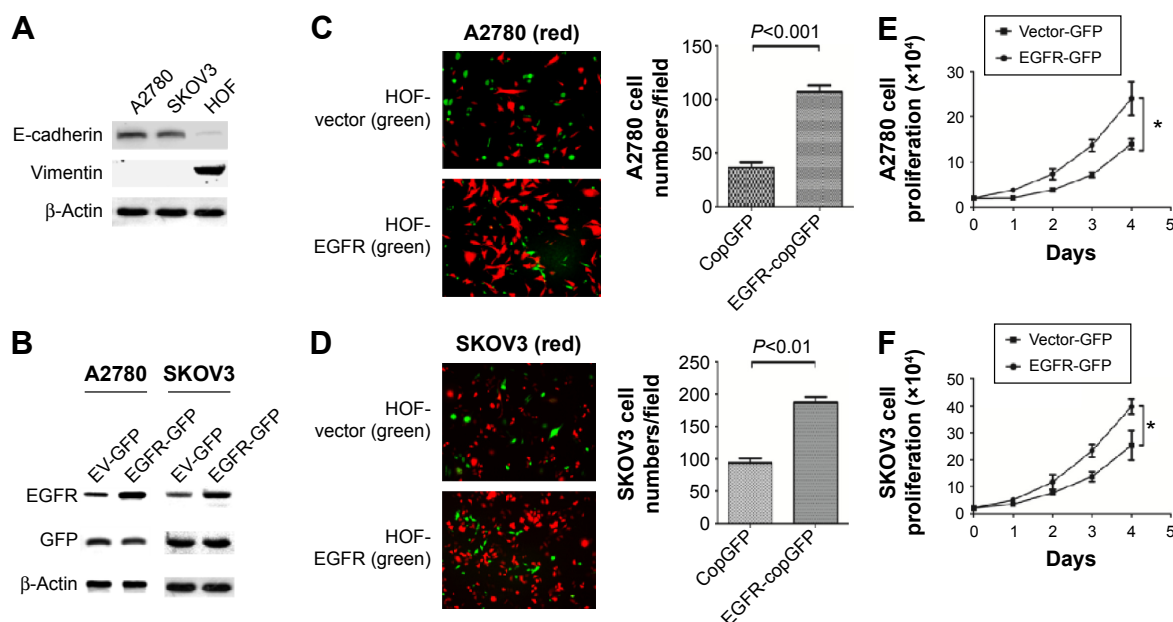 A
A2780
SKOV3
HOF
E-cadherin
Vimentin
β-Actin
B
A2780 SKOV3
EV-GFP
EGFR-GFP
EV-GFP
EGFR-GFP
EGFR
GFP
β-Actin
C
A2780 (red)
HOF-
vector (green)
HOF-
EGFR (green)
A2780 cell
numbers/field
150
100
50
0
P<0.001
CopGFP
EGFR-copGFP
D
SKOV3 (red)
HOF-
vector (green)
HOF-
EGFR (green)
SKOV3 cell
numbers/field
250
200
150
100
50
0
P<0.01
CopGFP
EGFR-copGFP
E
Vector-GFP
EGFR-GFP
A2780 cell
proliferation (×10⁴)
30
20
10
0
*
0 1 2 3 4 5
Days
F
Vector-GFP
EGFR-GFP
SKOV3 cell
proliferation (×10⁴)
50
40
30
20
10
0
*
0 1 2 3 4 5
Days